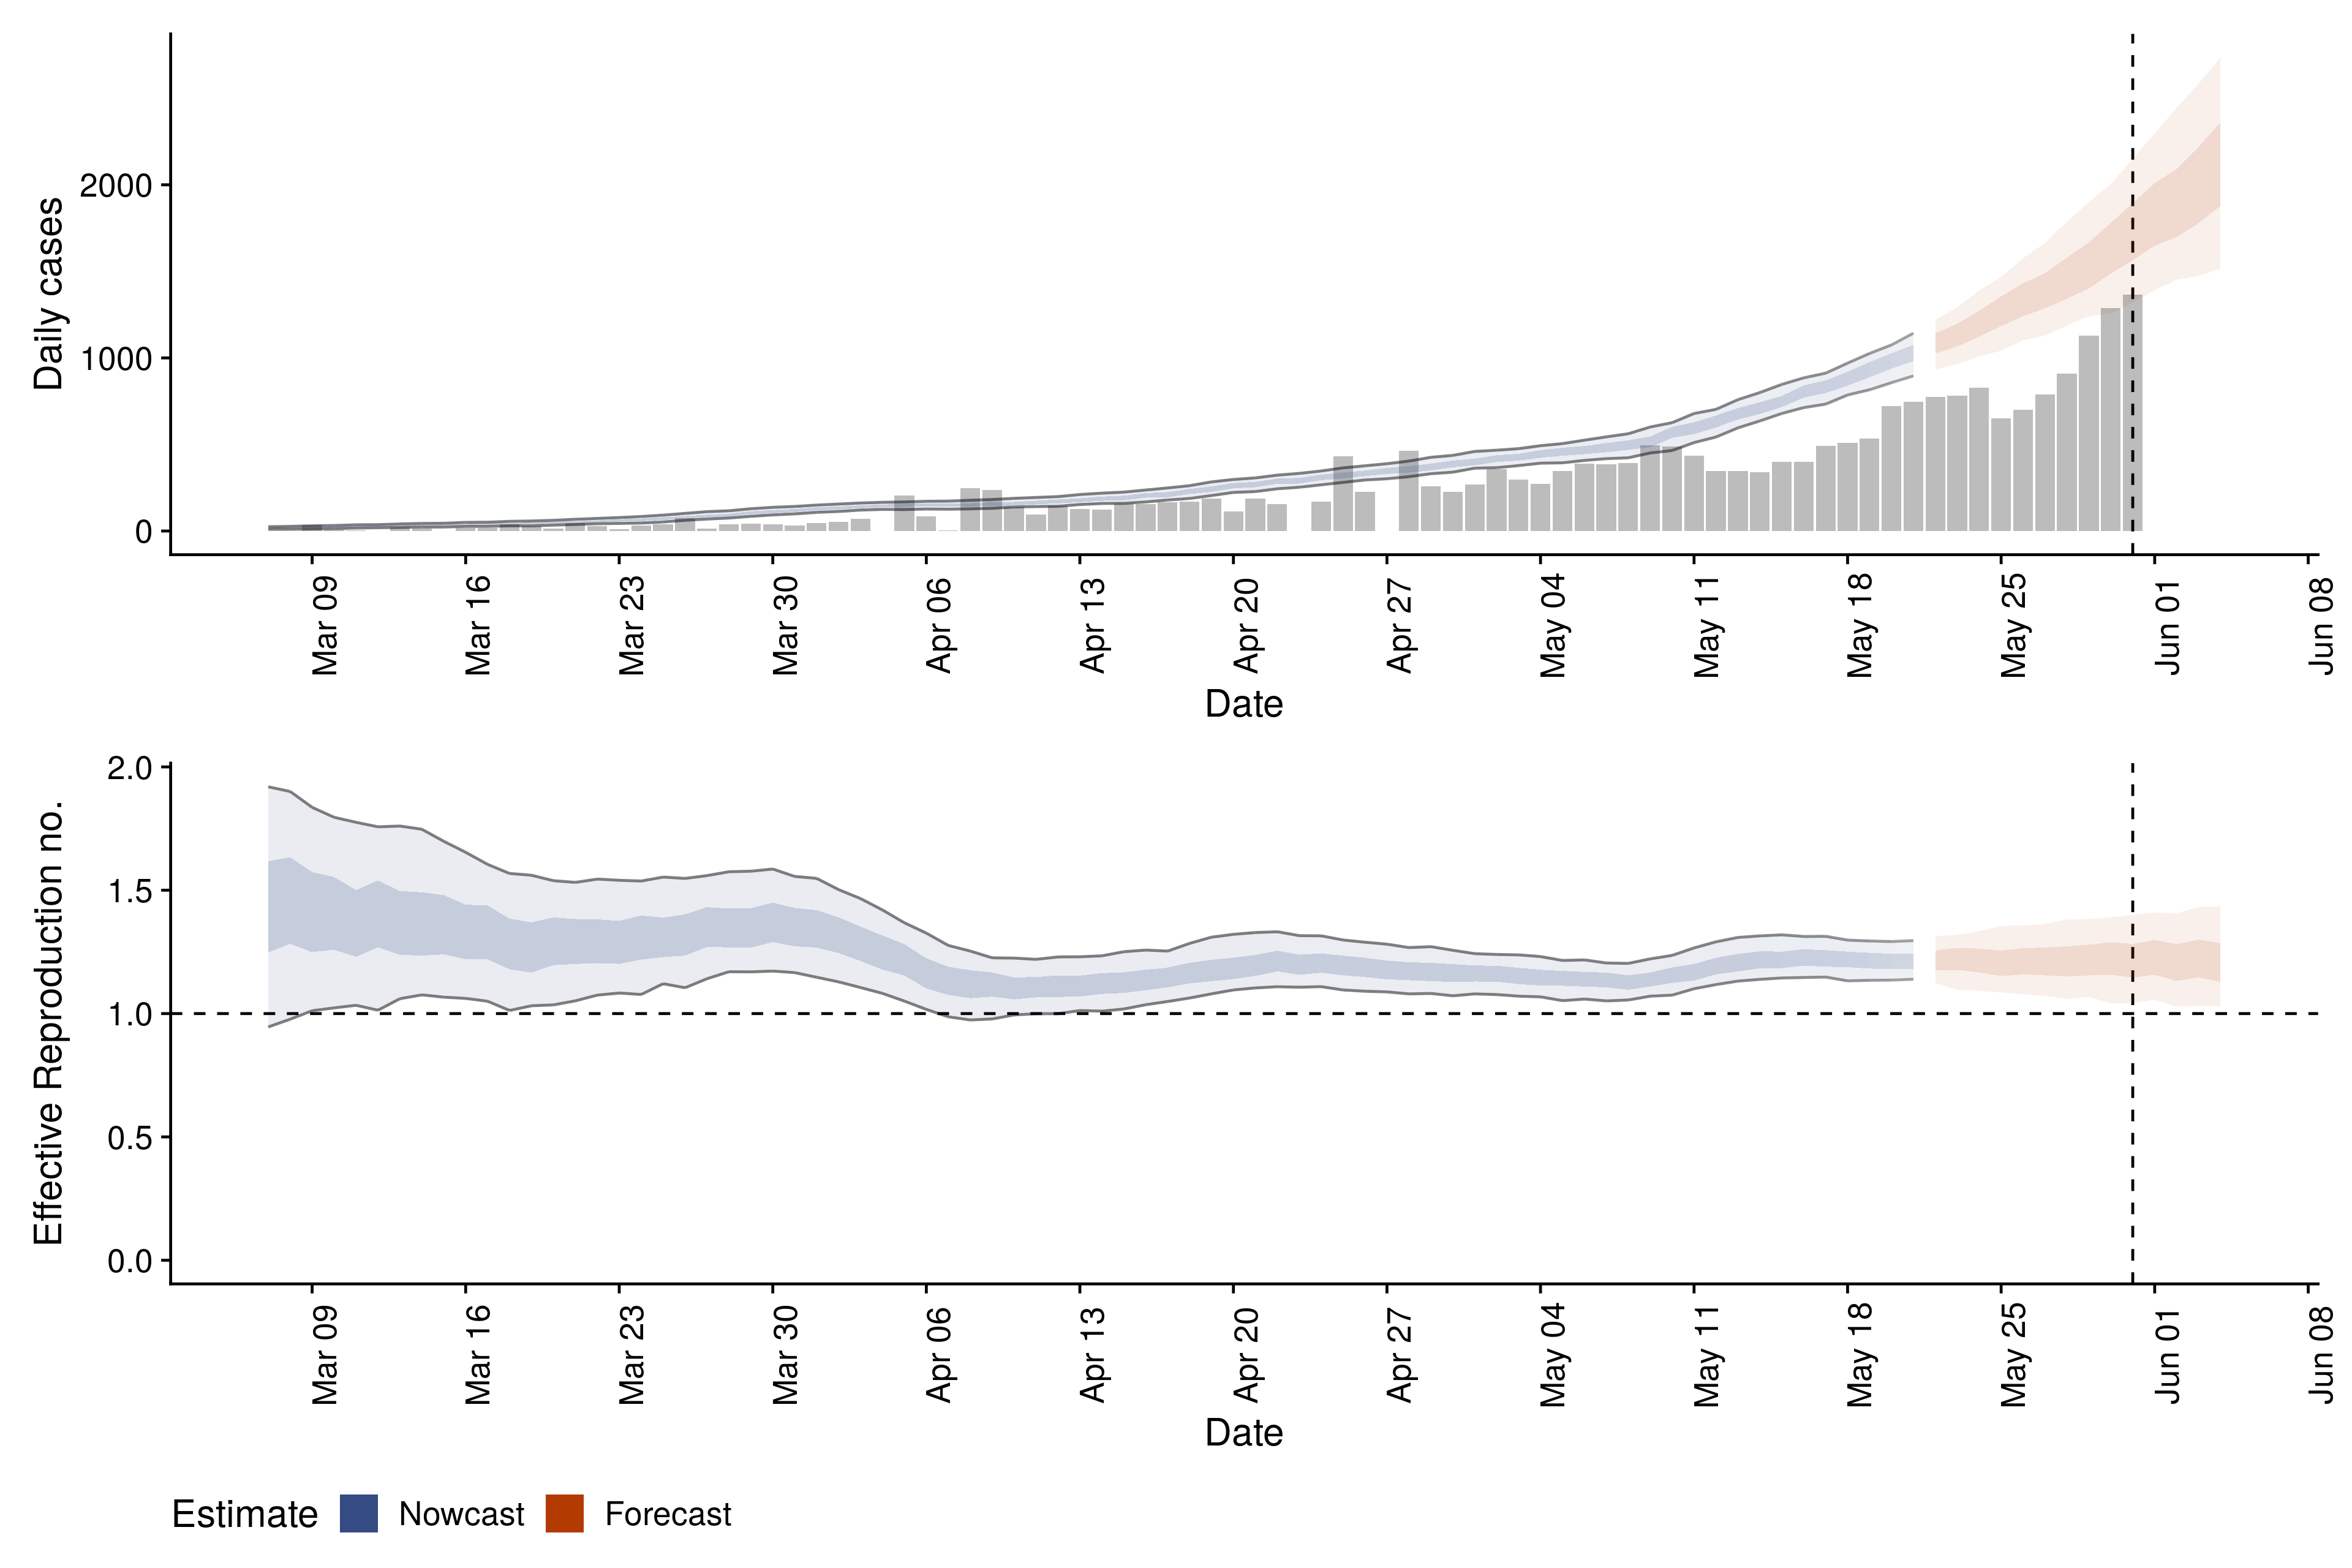 Daily cases
2000
1000
0
Mar 09
Mar 16
Mar 23
Mar 30
Apr 06
Apr 13
Apr 20
Apr 27
May 04
May 11
May 18
May 25
Jun 01
Jun 08
Date
Effective Reproduction no.
2.0
1.5
1.0
0.5
0.0
Mar 09
Mar 16
Mar 23
Mar 30
Apr 06
Apr 13
Apr 20
Apr 27
May 04
May 11
May 18
May 25
Jun 01
Jun 08
Date
Estimate Nowcast Forecast